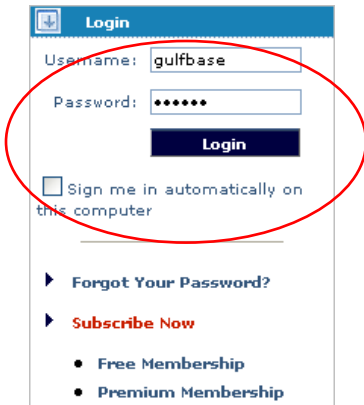 Login
Username: gulfbase
Password: ••••••
Login
Sign me in automatically on
this computer
Forgot Your Password?
Subscribe Now
• Free Membership
• Premium Membership